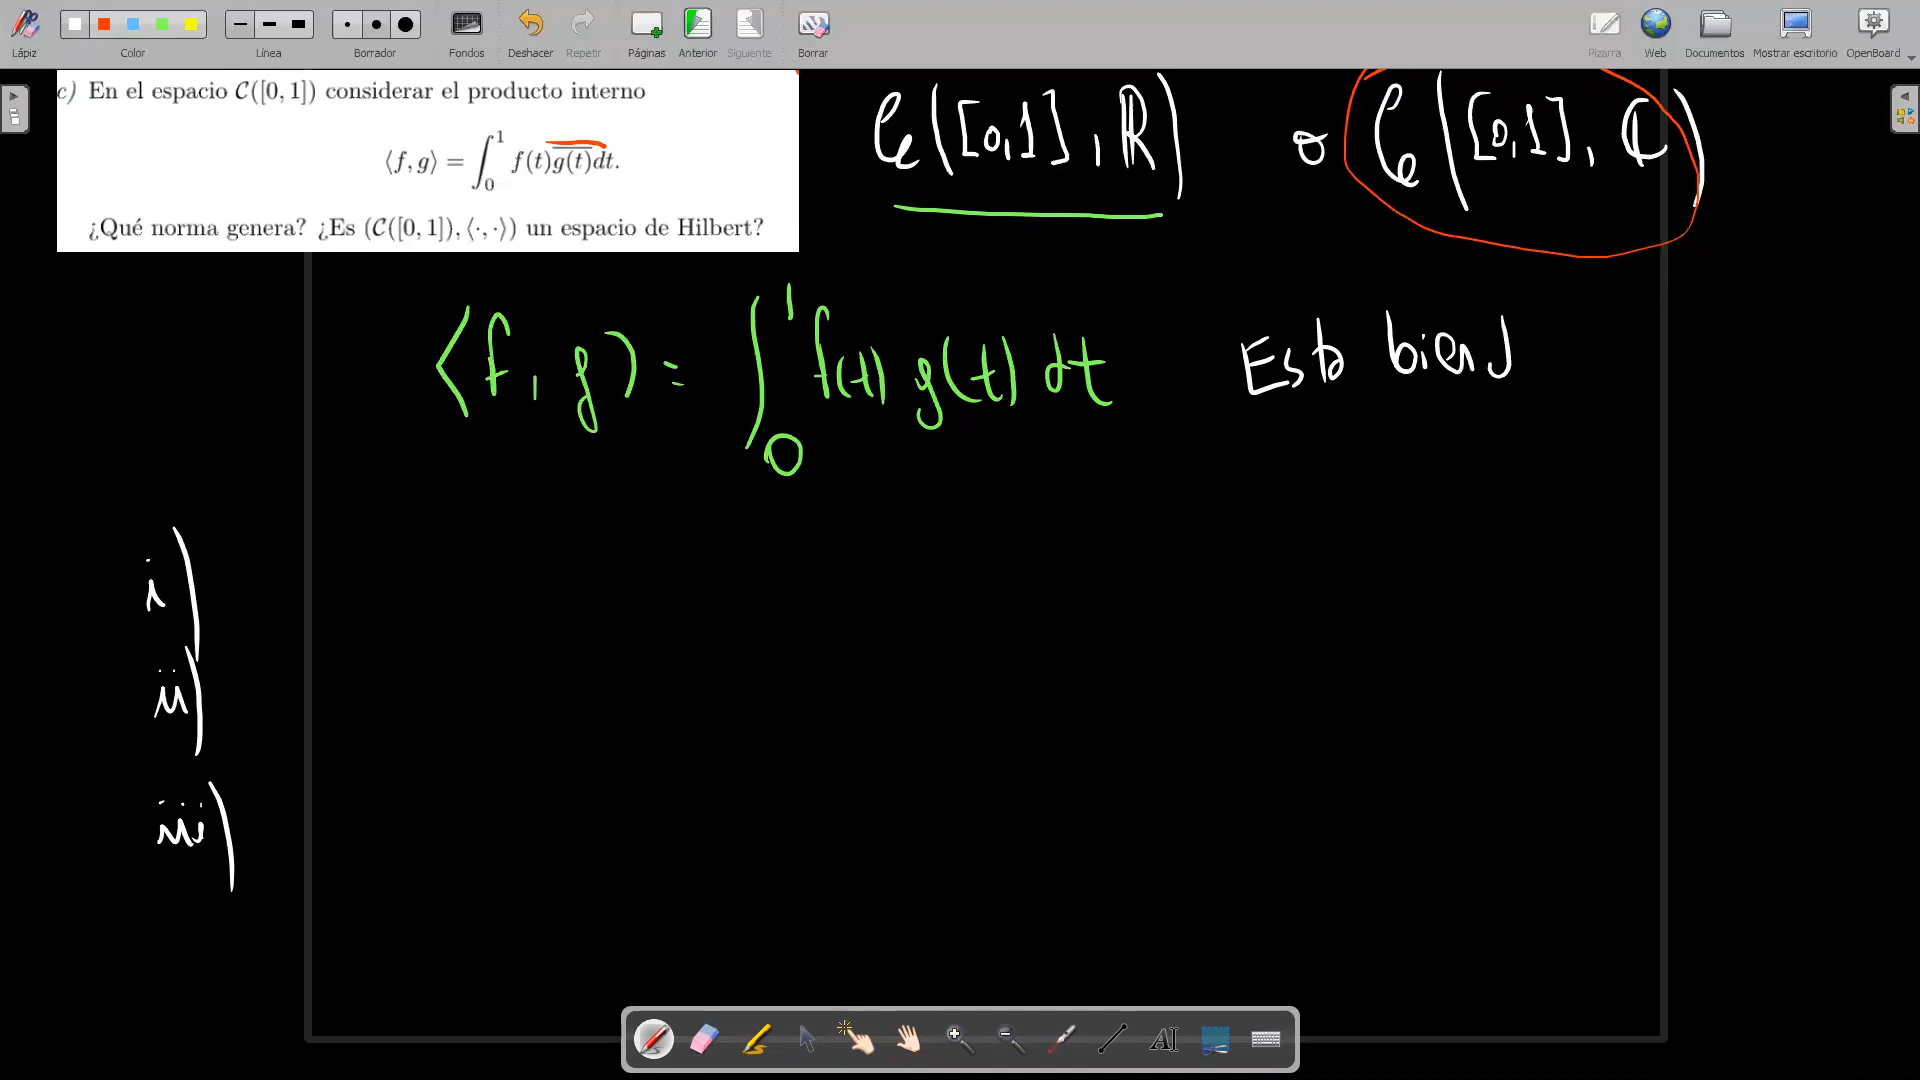 Lápiz Color Línea Borrador Fondos Deshacer Repetir Páginas Anterior Siguiente Borrar Pizarra Web Documentos Mostrar escritorio OpenBoard
c) En el espacio 𝒞([0, 1]) considerar el producto interno
⟨f, g⟩ = ∫₀¹ f(t)g(t)̅dt.
¿Qué norma genera? ¿Es (𝒞([0, 1]), ⟨·, ·⟩) un espacio de Hilbert?
𝒞([0,1], ℝ) o 𝒞([0,1], ℂ)
⟨f, g⟩ = ∫₀¹ f(t) g(t) dt
Esto bien
i)
ii)
iii)
AI